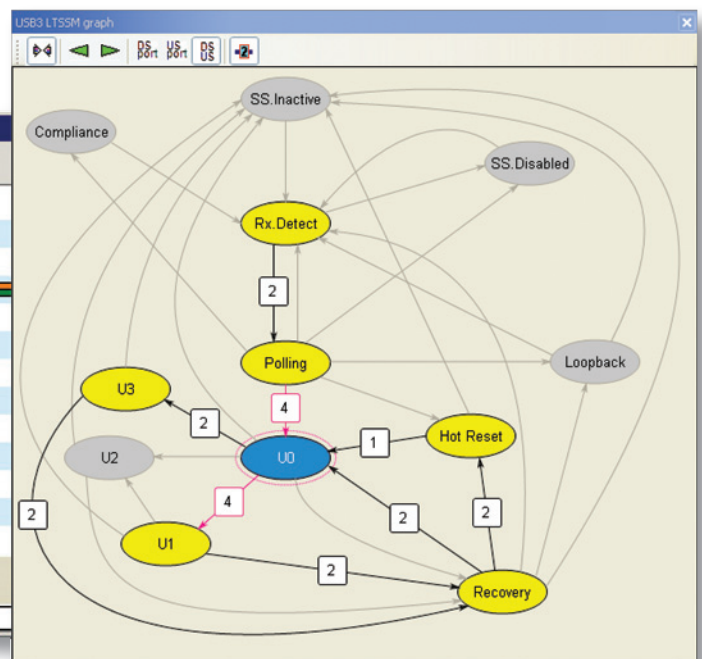 USB3 LTSSM graph
DS port
US port
DS US
2
SS.Inactive
Compliance
SS.Disabled
Rx.Detect
2
Polling
Loopback
U3
4
2
Hot Reset
1
U2
U0
4
2
2
2
U1
2
Recovery